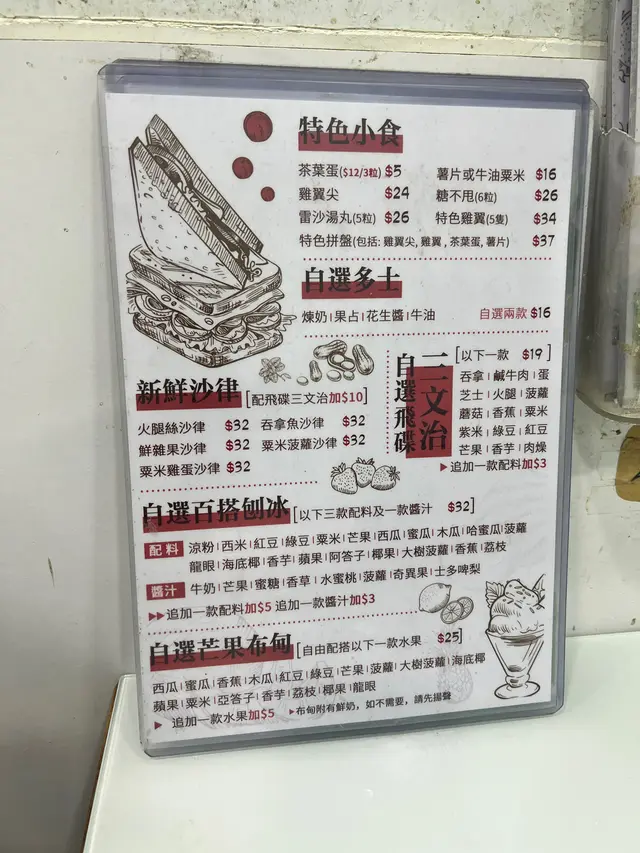 特色小食
茶葉蛋($12/3粒) $5
薯片或牛油粟米 $16
雞翼尖 $24
糖不甩(6粒) $26
雷沙湯丸(5粒) $26
特色雞翼(5隻) $34
特色拼盤(包括: 雞翼尖, 雞翼, 茶葉蛋, 薯片) $37
自選多士
煉奶|果占|花生醬|牛油 自選兩款 $16
新鮮沙律 [配飛碟三文治加$10]
火腿絲沙律 $32 吞拿魚沙律 $32
鮮雜果沙律 $32 粟米菠蘿沙律 $32
粟米雞蛋沙律 $32
自選飛碟
三文治
[以下一款 $19]
吞拿|鹹牛肉|蛋
芝士|火腿|菠蘿
蘑菇|香蕉|粟米
紫米|綠豆|紅豆
芒果|香芋|肉燥
▶追加一款配料加$3
自選百搭刨冰 [以下三款配料及一款醬汁 $32]
配料 涼粉|西米|紅豆|綠豆|粟米|芒果|西瓜|蜜瓜|木瓜|哈蜜瓜|菠蘿
龍眼|海底椰|香芋|蘋果|阿答子|椰果|大樹菠蘿|香蕉|荔枝
醬汁 牛奶|芒果|蜜糖|香草|水蜜桃|菠蘿|奇異果|士多啤梨
▶▶追加一款配料加$5 追加一款醬汁加$3
自選芒果布甸 [自由配搭以下一款水果 $25]
西瓜|蜜瓜|香蕉|木瓜|紅豆|綠豆|芒果|菠蘿|大樹菠蘿|海底椰
蘋果|粟米|亞答子|香芋|荔枝|椰果|龍眼
▶ 追加一款水果加$5 ▶布甸附有鮮奶，如不需要，請先揚聲